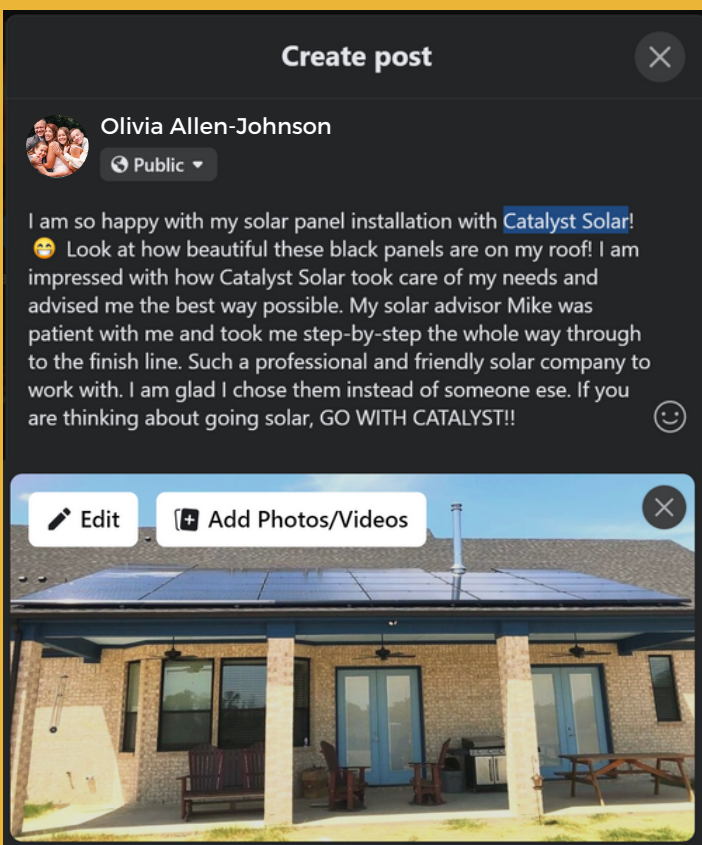 Create post
Olivia Allen-Johnson
Public
I am so happy with my solar panel installation with Catalyst Solar!
😁 Look at how beautiful these black panels are on my roof! I am
impressed with how Catalyst Solar took care of my needs and
advised me the best way possible. My solar advisor Mike was
patient with me and took me step-by-step the whole way through
to the finish line. Such a professional and friendly solar company to
work with. I am glad I chose them instead of someone ese. If you
are thinking about going solar, GO WITH CATALYST!!
Edit
Add Photos/Videos